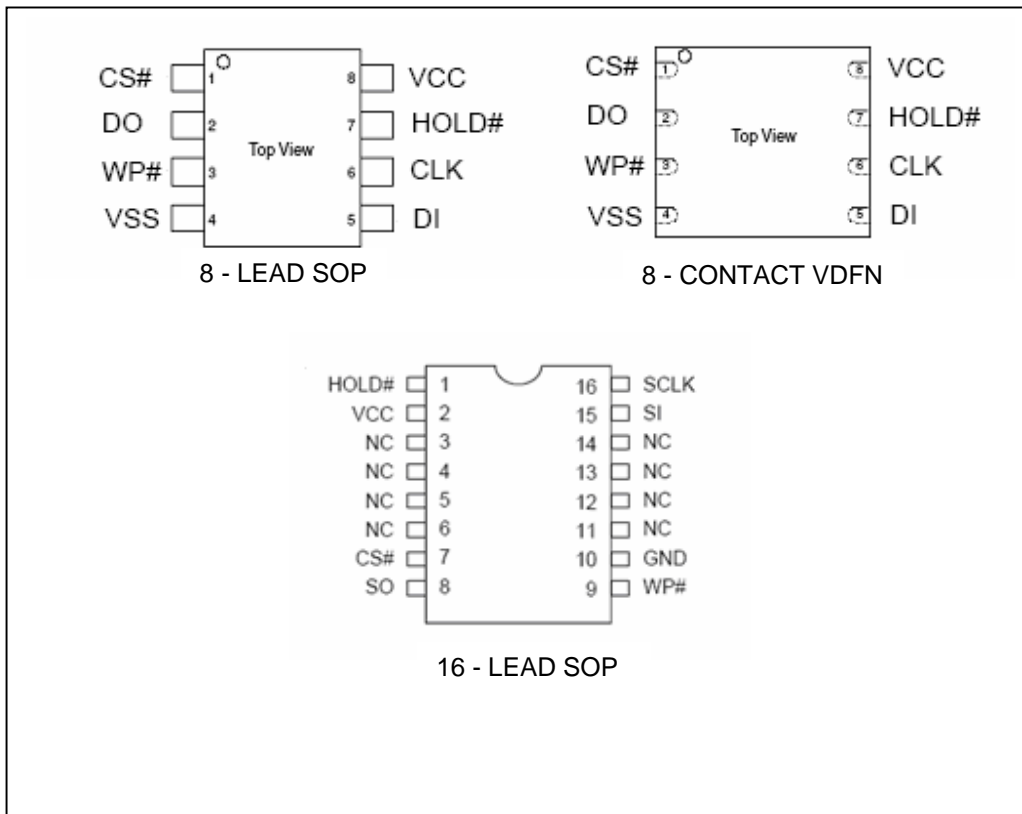 CS# 1 8 VCC
DO 2 7 HOLD#
Top View
WP# 3 6 CLK
VSS 4 5 DI
8 - LEAD SOP
CS# 1 8 VCC
DO 2 7 HOLD#
Top View
WP# 3 6 CLK
VSS 4 5 DI
8 - CONTACT VDFN
HOLD# 1 16 SCLK
VCC 2 15 SI
NC 3 14 NC
NC 4 13 NC
NC 5 12 NC
NC 6 11 NC
CS# 7 10 GND
SO 8 9 WP#
16 - LEAD SOP